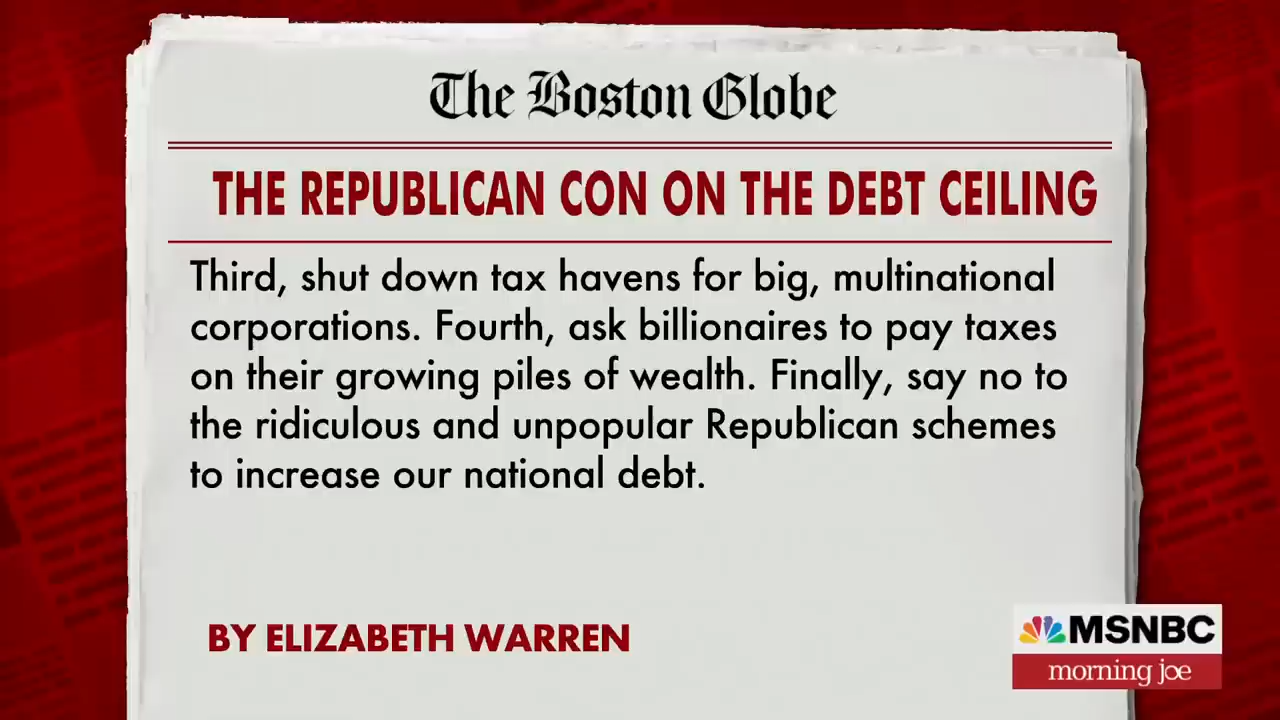 The Boston Globe
THE REPUBLICAN CON ON THE DEBT CEILING
Third, shut down tax havens for big, multinational
corporations. Fourth, ask billionaires to pay taxes
on their growing piles of wealth. Finally, say no to
the ridiculous and unpopular Republican schemes
to increase our national debt.
BY ELIZABETH WARREN
MSNBC
morning joe